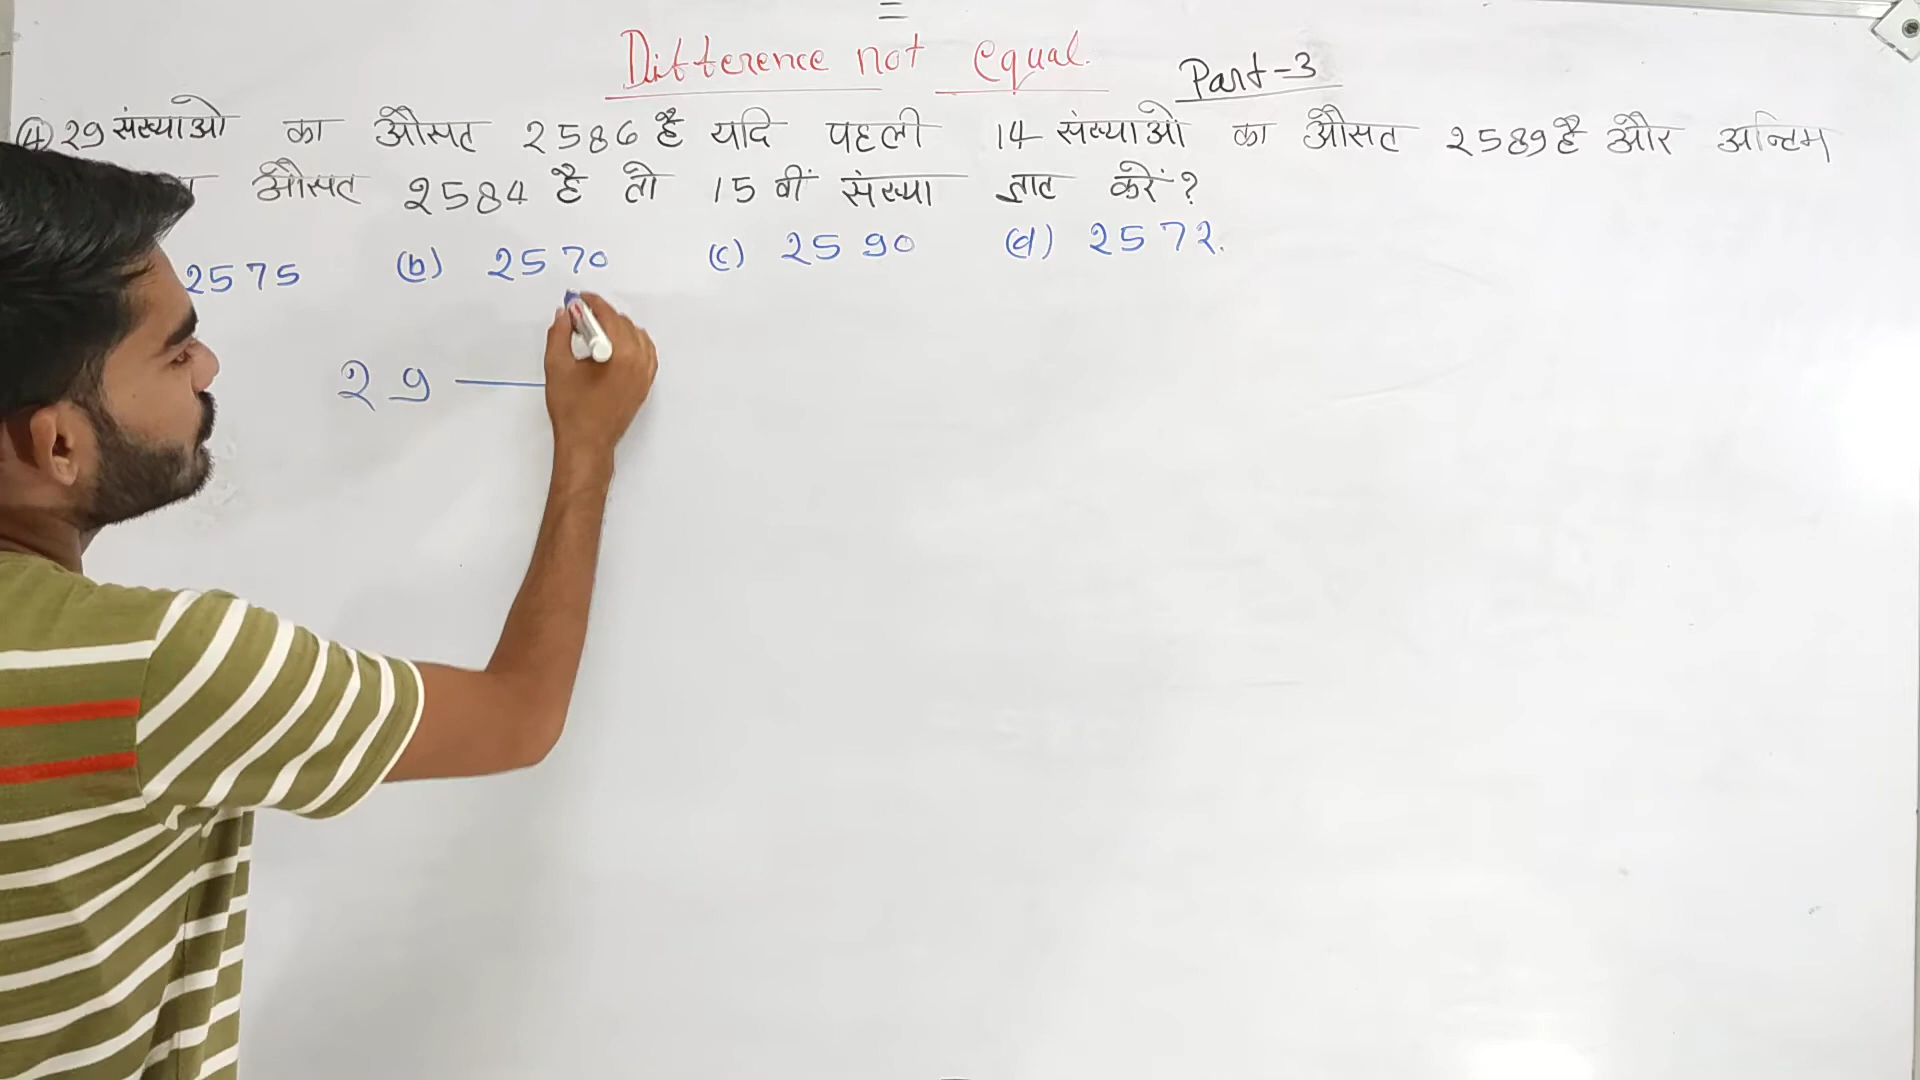 =
Difference not equal.
Part-3
④ 29 संख्याओ का औसत 2586 है यदि पहली 14 संख्याओ का औसत 2589 है और अन्तिम
औसत 2584 है तो 15 वीं संख्या ज्ञात करें ?
2575 (b) 2570 (c) 2590 (d) 2572.
29 —